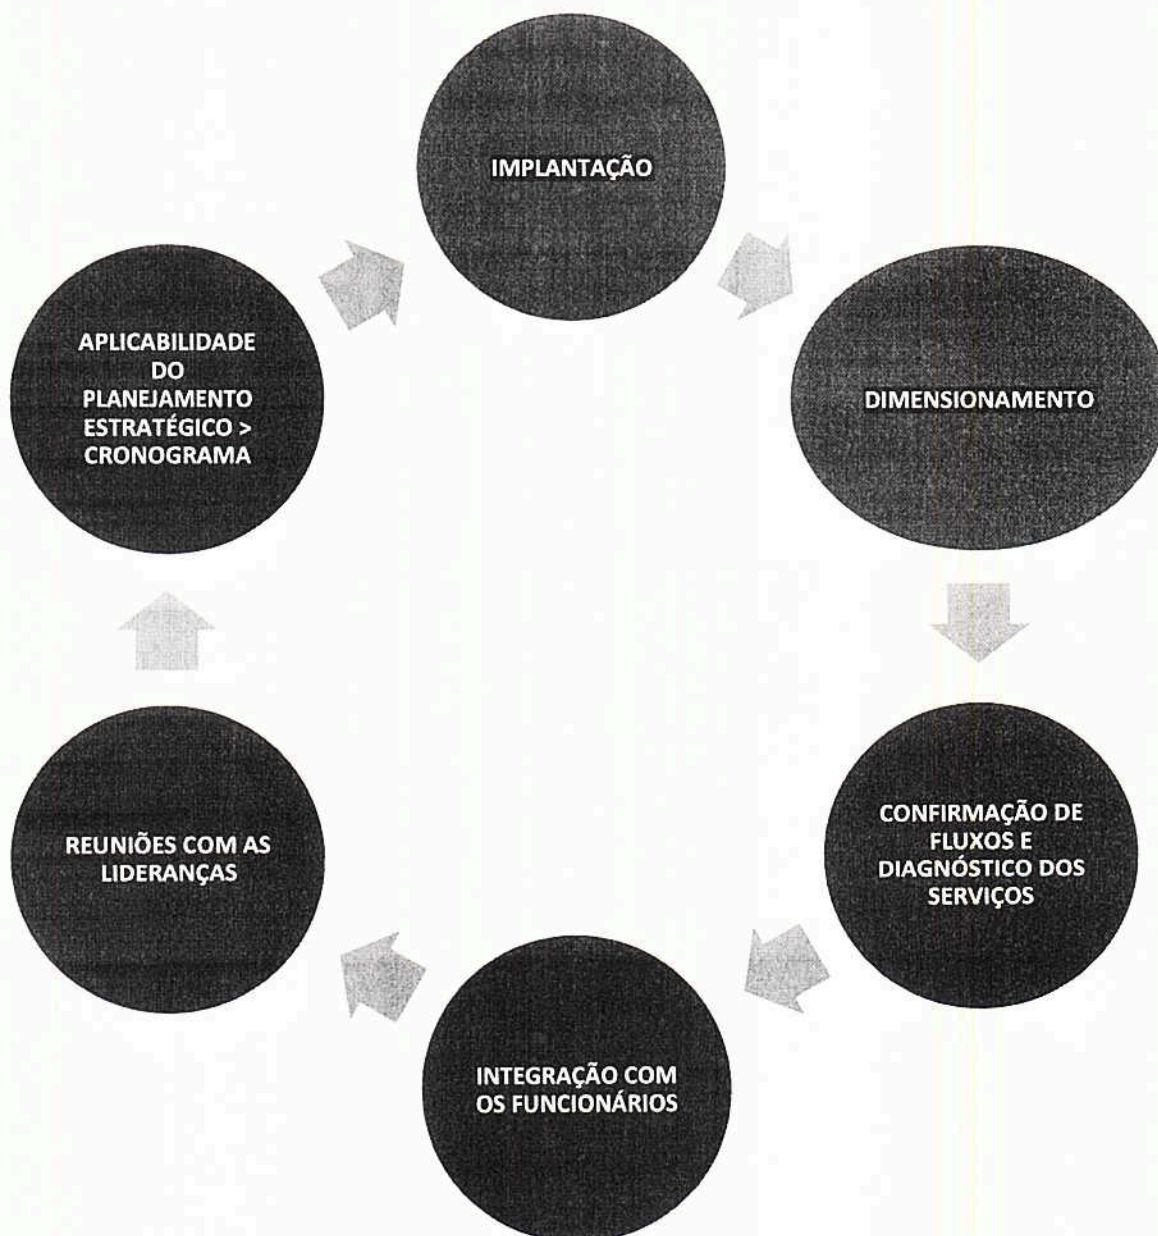 IMPLANTAÇÃO
DIMENSIONAMENTO
CONFIRMAÇÃO DE
FLUXOS E
DIAGNÓSTICO DOS
SERVIÇOS
INTEGRAÇÃO COM
OS FUNCIONÁRIOS
REUNIÕES COM AS
LIDERANÇAS
APLICABILIDADE
DO
PLANEJAMENTO
ESTRATÉGICO >
CRONOGRAMA